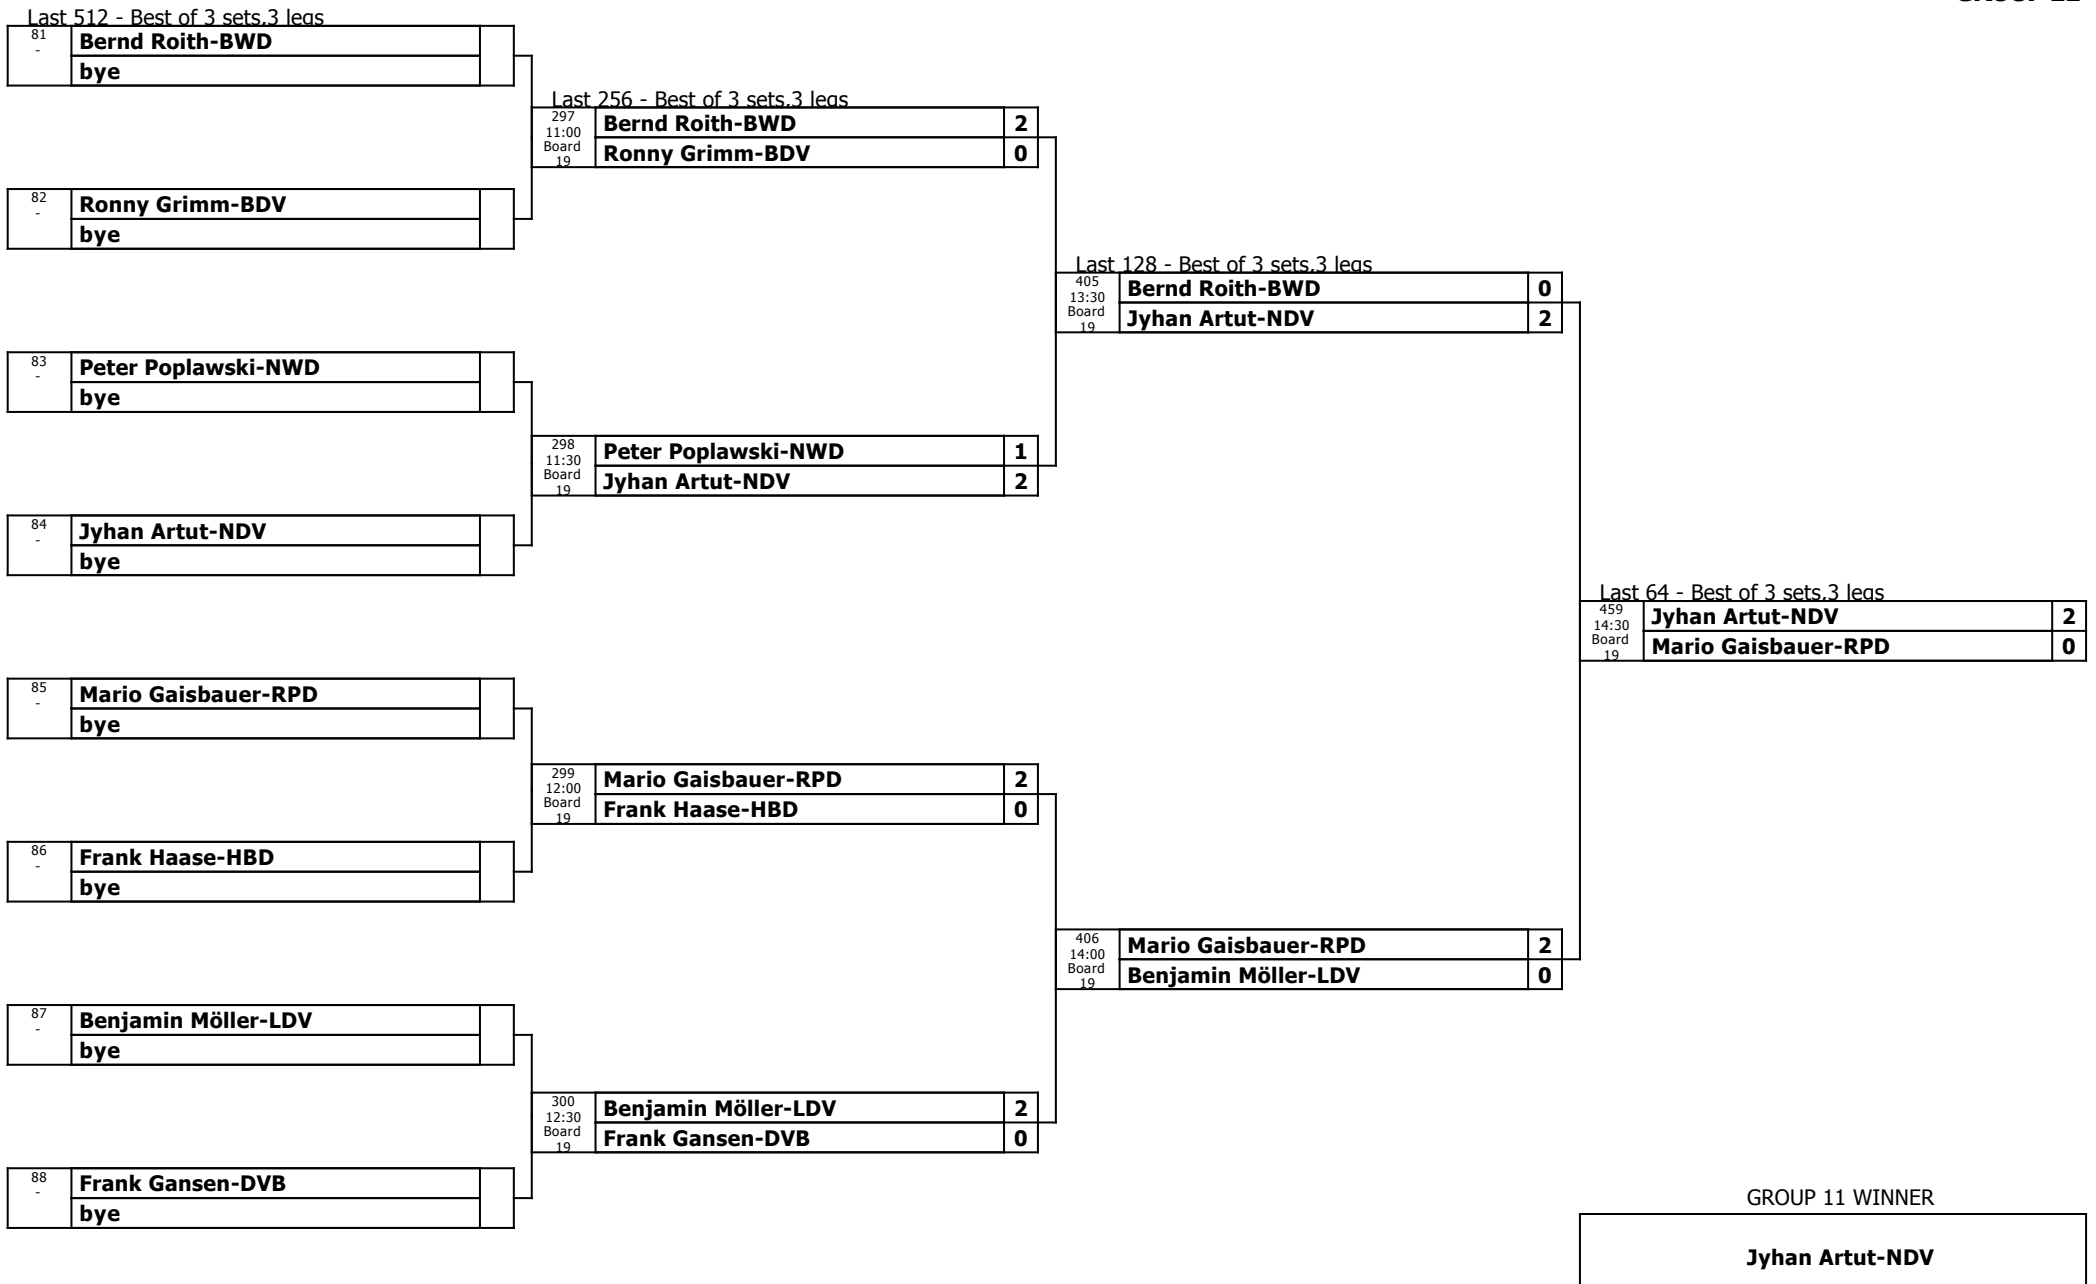 Last 512 - Best of 3 sets,3 legs
81
-
Bernd Roith-BWD
bye
82
-
Ronny Grimm-BDV
bye
83
-
Peter Poplawski-NWD
bye
84
-
Jyhan Artut-NDV
bye
85
-
Mario Gaisbauer-RPD
bye
86
-
Frank Haase-HBD
bye
87
-
Benjamin Möller-LDV
bye
88
-
Frank Gansen-DVB
bye
Last 256 - Best of 3 sets,3 legs
297
11:00
Board
19
Bernd Roith-BWD 2
Ronny Grimm-BDV 0
298
11:30
Board
19
Peter Poplawski-NWD 1
Jyhan Artut-NDV 2
299
12:00
Board
19
Mario Gaisbauer-RPD 2
Frank Haase-HBD 0
300
12:30
Board
19
Benjamin Möller-LDV 2
Frank Gansen-DVB 0
Last 128 - Best of 3 sets,3 legs
405
13:30
Board
19
Bernd Roith-BWD 0
Jyhan Artut-NDV 2
406
14:00
Board
19
Mario Gaisbauer-RPD 2
Benjamin Möller-LDV 0
Last 64 - Best of 3 sets,3 legs
459
14:30
Board
19
Jyhan Artut-NDV 2
Mario Gaisbauer-RPD 0
GROUP 11 WINNER
Jyhan Artut-NDV